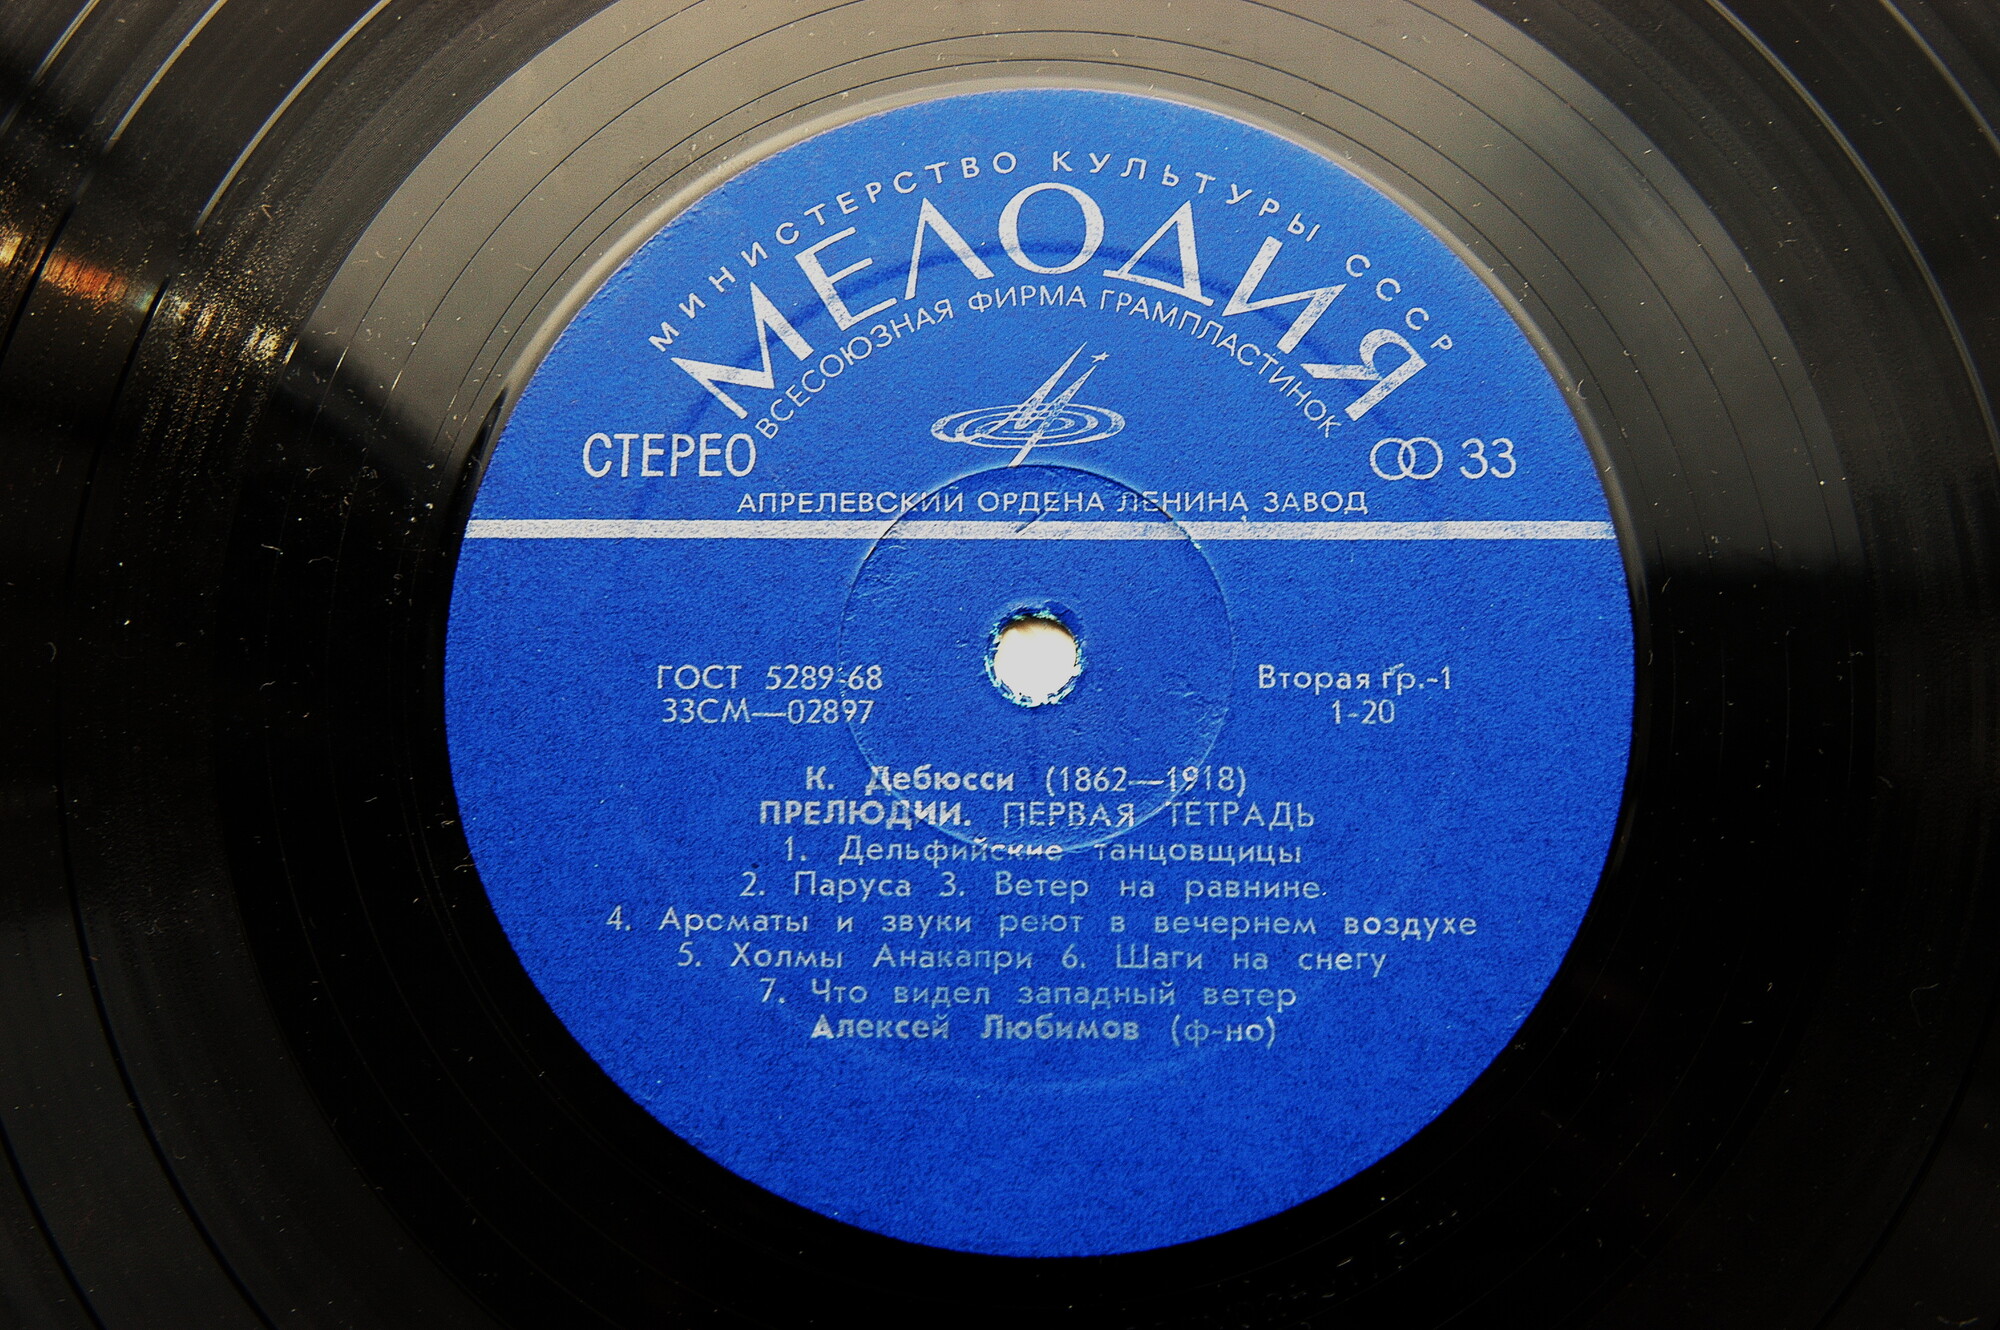 МИНИСТЕРСТВО КУЛЬТУРЫ СССР
МЕЛОДИЯ
ВСЕСОЮЗНАЯ ФИРМА ГРАМПЛАСТИНОК
СТЕРЕО 33
АПРЕЛЕВСКИЙ ОРДЕНА ЛЕНИНА ЗАВОД
ГОСТ 5289-68 Вторая гр.-1
33СМ—02897 1-20
К. Дебюсси (1862—1918)
ПРЕЛЮДИИ. ПЕРВАЯ ТЕТРАДЬ
1. Дельфийские танцовщицы
2. Паруса 3. Ветер на равнине.
4. Ароматы и звуки реют в вечернем воздухе
5. Холмы Анакапри 6. Шаги на снегу
7. Что видел западный ветер
Алексей Любимов (ф-но)